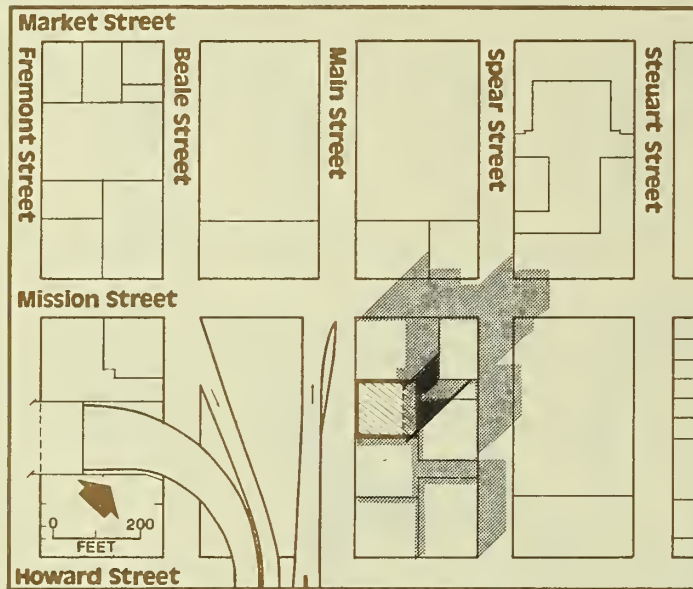 Market Street
Fremont Street
Beale Street
Main Street
Spear Street
Steuart Street
Mission Street
0 200
FEET
Howard Street